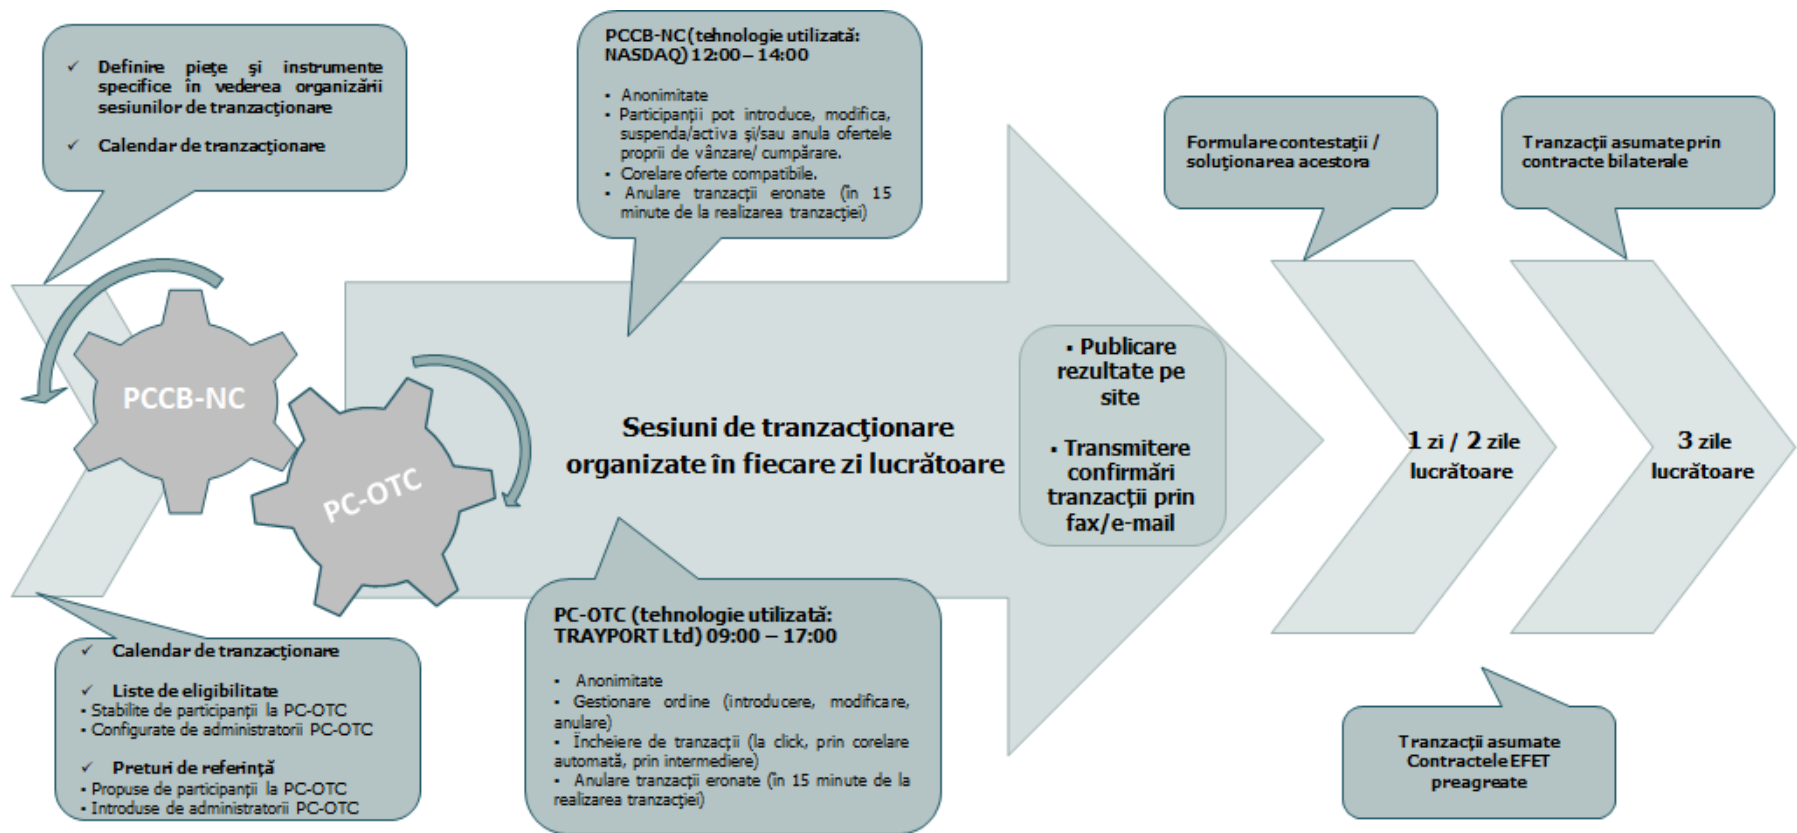 ✓ Definire piețe și instrumente
specifice în vederea organizării
sesiunilor de tranzacționare
✓ Calendar de tranzacționare
PCCB-NC (tehnologie utilizată:
NASDAQ) 12:00 – 14:00
▪ Anonimitate
▪ Participanții pot introduce, modifica,
suspenda/activa și/sau anula ofertele
proprii de vânzare/ cumpărare.
▪ Corelare oferte compatibile.
▪ Anulare tranzacții eronate (în 15
minute de la realizarea tranzacției)
Formulare contestații /
soluționarea acestora
Tranzacții asumate prin
contracte bilaterale
PCCB-NC
PC-OTC
Sesiuni de tranzacționare
organizate în fiecare zi lucrătoare
▪ Publicare
rezultate pe
site
▪ Transmitere
confirmări
tranzacții prin
fax/e-mail
1 zi / 2 zile
lucrătoare
3 zile
lucrătoare
✓ Calendar de tranzacționare
✓ Liste de eligibilitate
▪ Stabilite de participanții la PC-OTC
▪ Configurate de administratorii PC-OTC
✓ Preturi de referință
▪ Propuse de participanții la PC-OTC
▪ Introduse de administratorii PC-OTC
PC-OTC (tehnologie utilizată:
TRAYPORT Ltd) 09:00 – 17:00
▪ Anonimitate
▪ Gestionare ordine (introducere, modificare,
anulare)
▪ Încheiere de tranzacții (la click, prin corelare
automată, prin intermediere)
▪ Anulare tranzacții eronate (în 15 minute de la
realizarea tranzacției)
Tranzacții asumate
Contractele EFET
preagreate